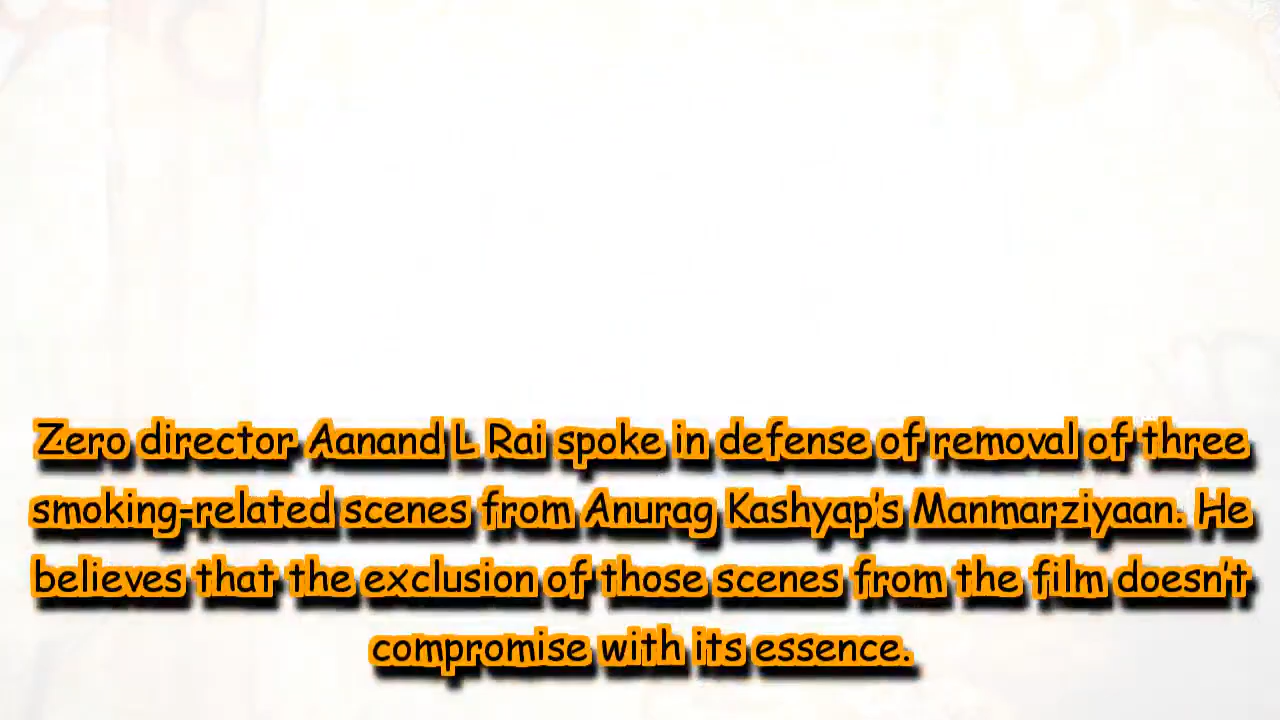 Zero director Aanand L Rai spoke in defense of removal of three
smoking-related scenes from Anurag Kashyap's Manmarziyaan. He
believes that the exclusion of those scenes from the film doesn't
compromise with its essence.